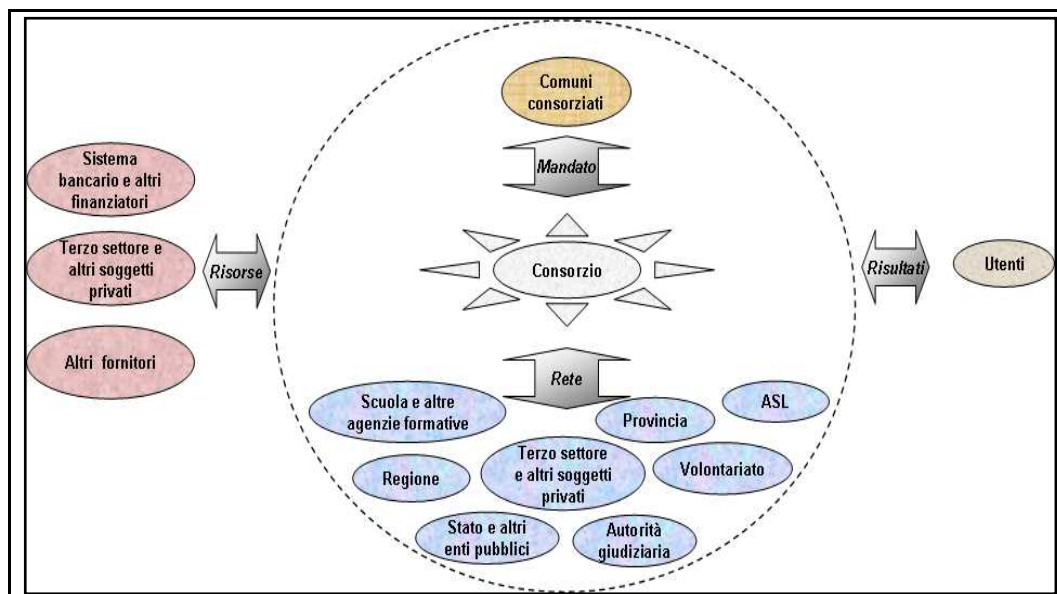 Comuni
consorziati
Mandato
Sistema
bancario e altri
finanziatori
Terzo settore e
altri soggetti
privati
Altri fornitori
Risorse
Consorzio
Risultati
Utenti
Rete
Scuola e altre
agenzie formative
Provincia
ASL
Regione
Terzo settore
e altri soggetti
privati
Volontariato
Stato e altri
enti pubblici
Autorità
giudiziaria